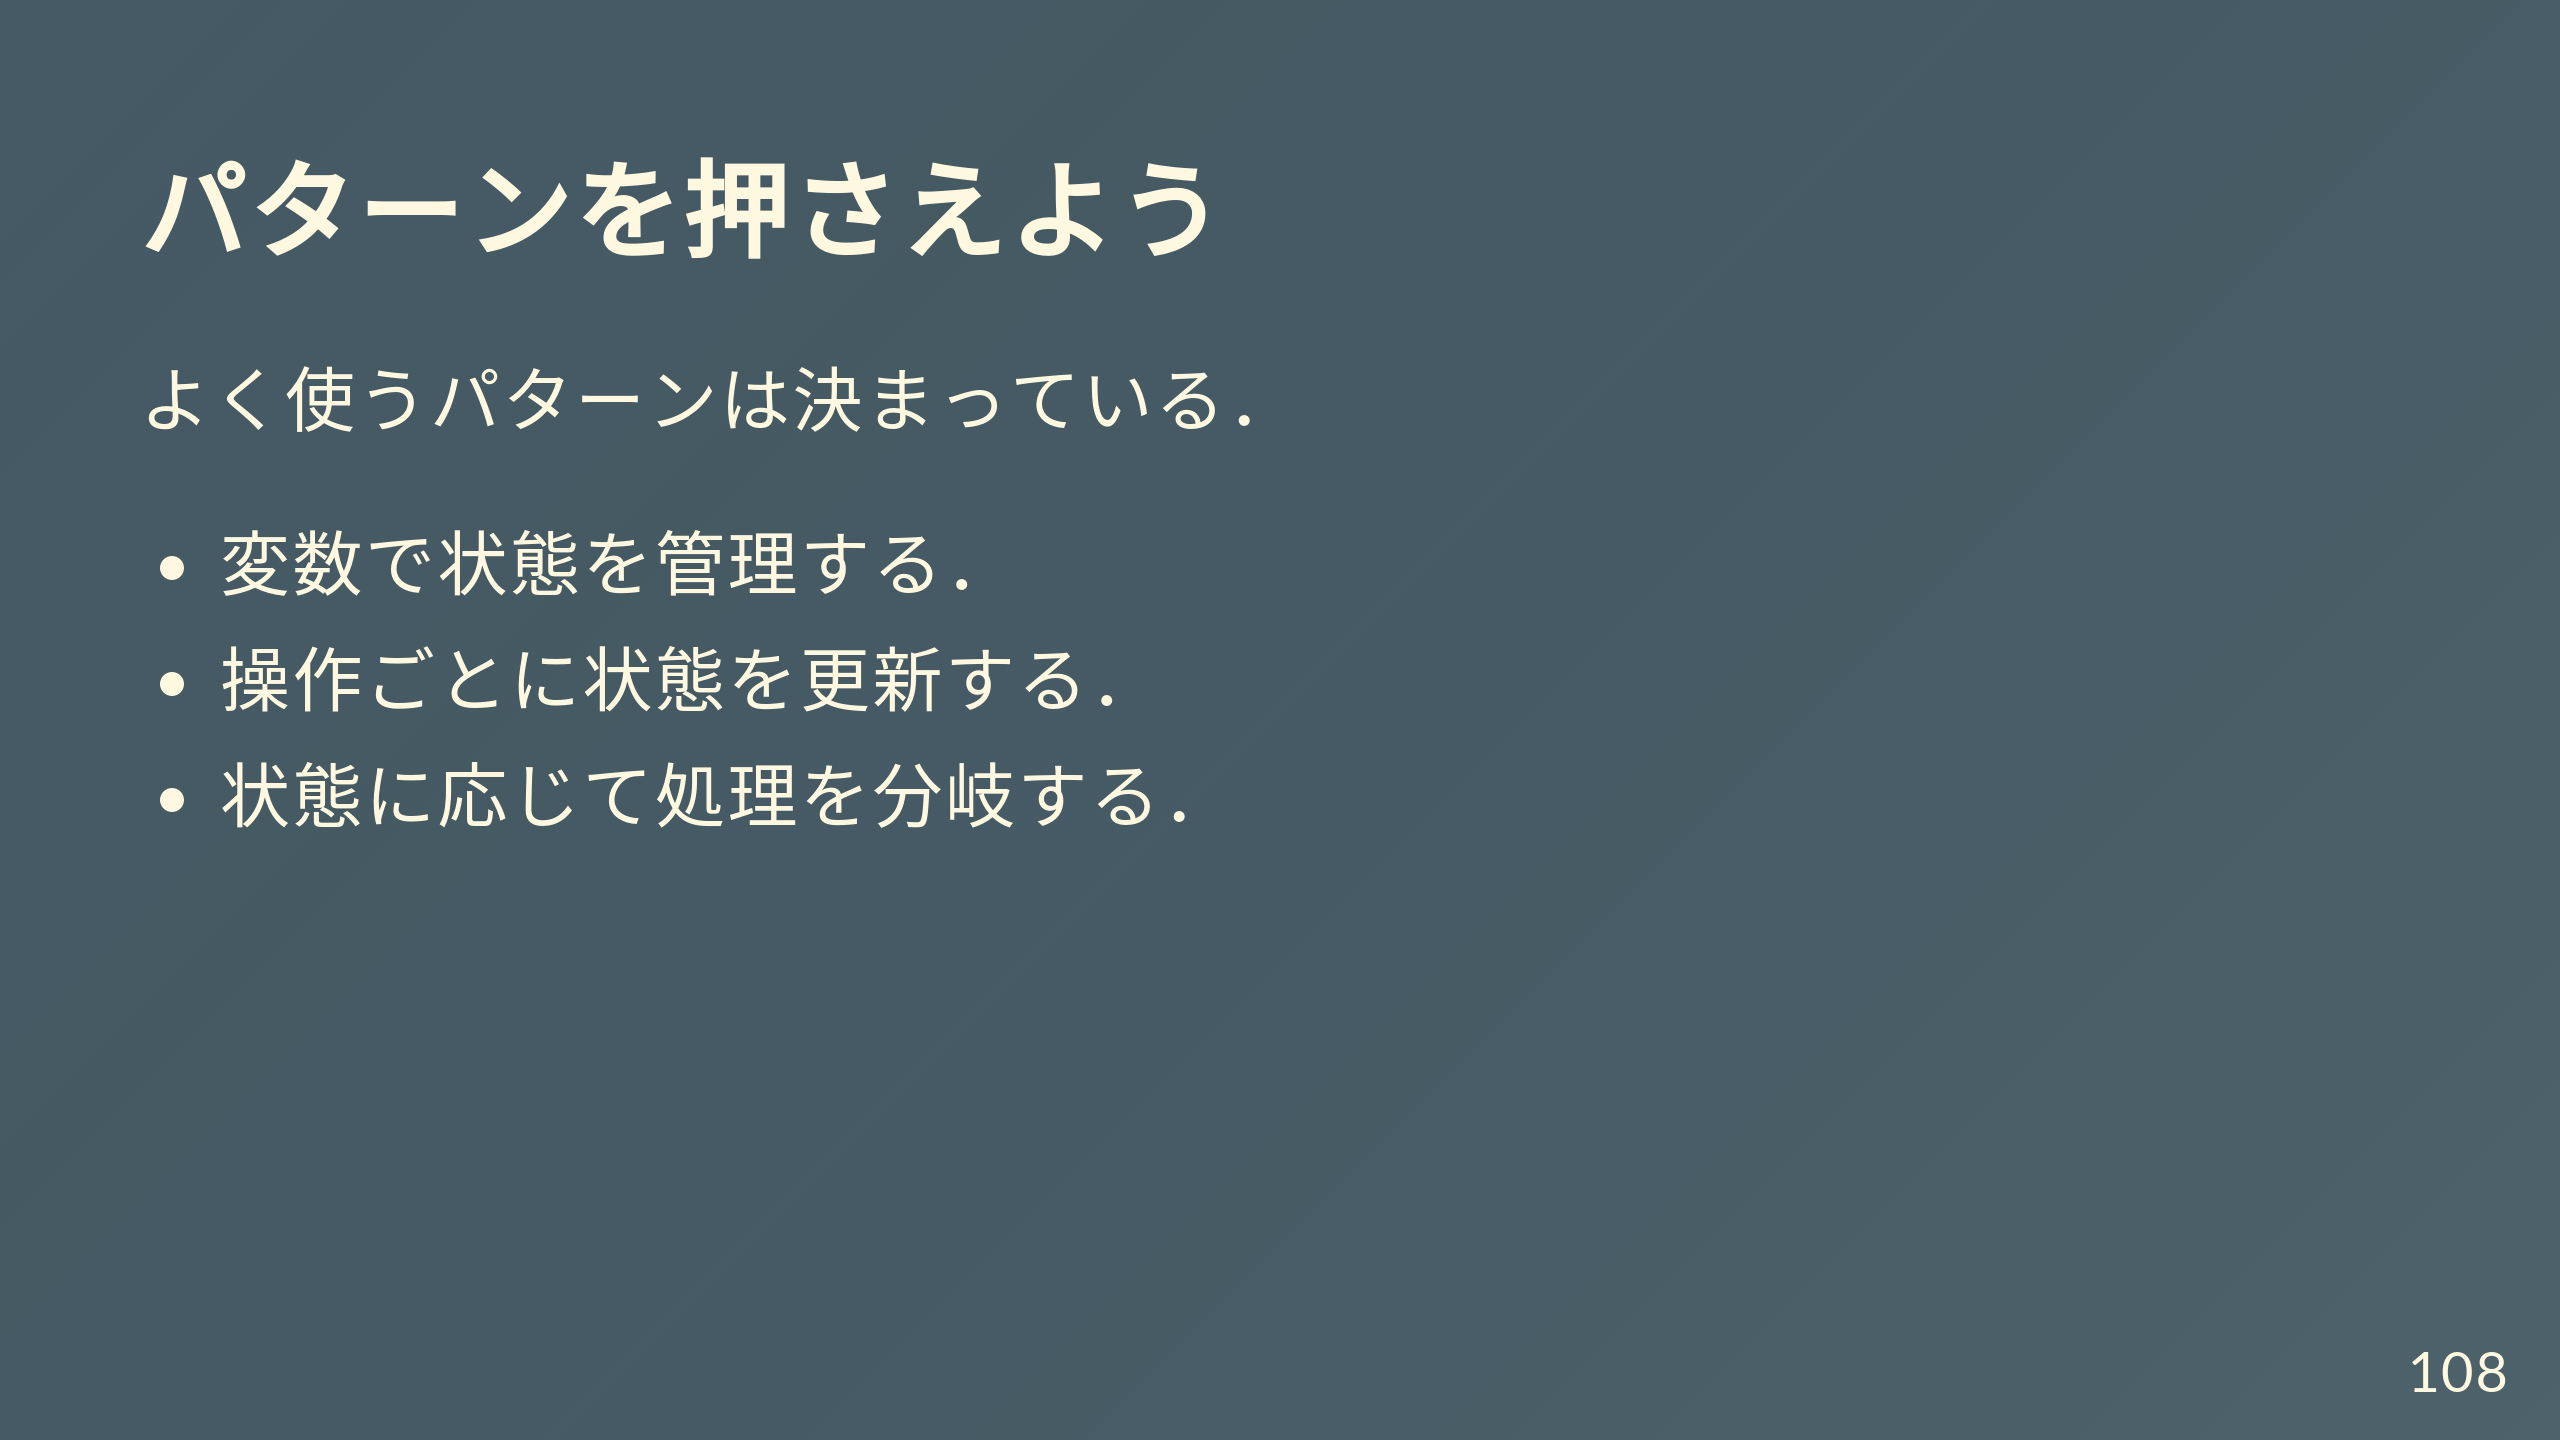 パターンを押さえよう
よく使うパターンは決まっている．
• 変数で状態を管理する．
• 操作ごとに状態を更新する．
• 状態に応じて処理を分岐する．
108